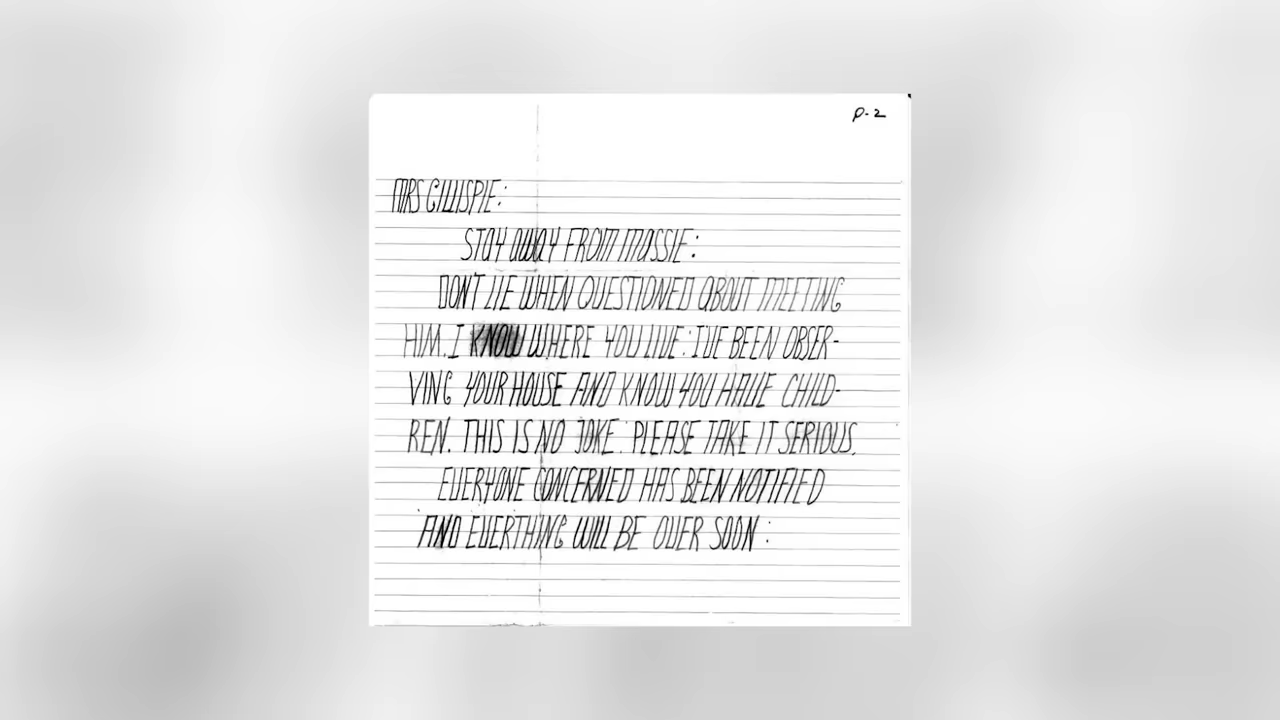 P-2
MRS GILLISPIE:
STAY AWAY FROM MASSIE:
DON'T LIE WHEN QUESTIONED ABOUT MEETING
HIM. I KNOW WHERE YOU LIVE: I'VE BEEN OBSER-
VING YOUR HOUSE AND KNOW YOU HAVE CHILD-
REN. THIS IS NO JOKE. PLEASE TAKE IT SERIOUS.
EVERYONE CONCERNED HAS BEEN NOTIFIED
AND EVERTHING WILL BE OVER SOON: